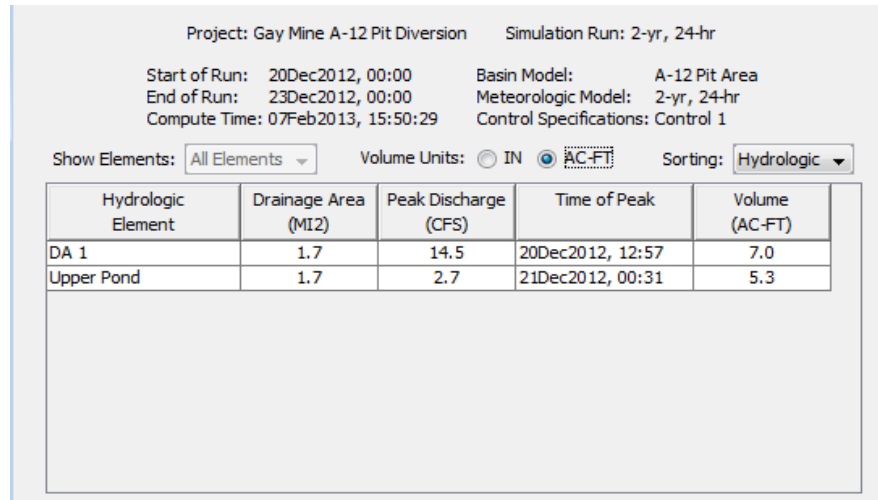 Project: Gay Mine A-12 Pit Diversion Simulation Run: 2-yr, 24-hr
Start of Run: 20Dec2012, 00:00 Basin Model: A-12 Pit Area
End of Run: 23Dec2012, 00:00 Meteorologic Model: 2-yr, 24-hr
Compute Time: 07Feb2013, 15:50:29 Control Specifications: Control 1
Show Elements: All Elements Volume Units: IN AC-FT Sorting: Hydrologic
Hydrologic Drainage Area Peak Discharge Time of Peak Volume
Element (MI2) (CFS) (AC-FT)
DA 1 1.7 14.5 20Dec2012, 12:57 7.0
Upper Pond 1.7 2.7 21Dec2012, 00:31 5.3